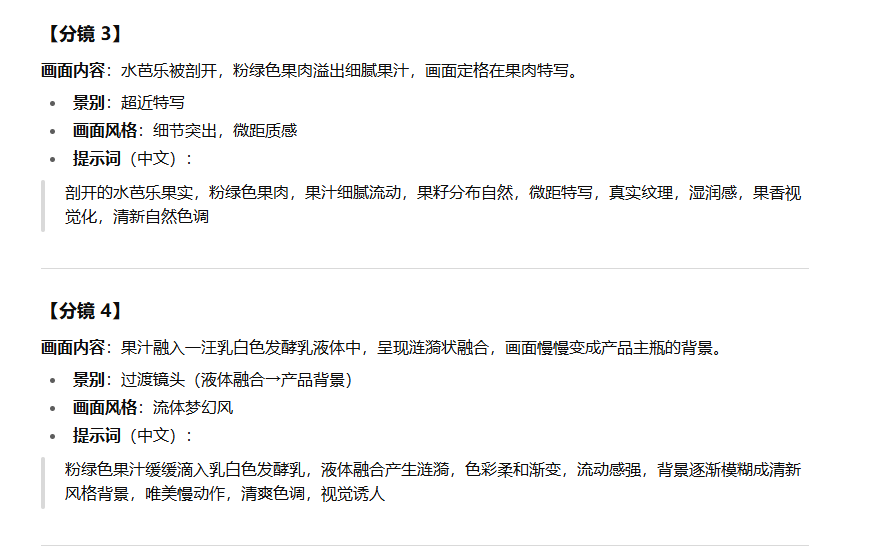 【分镜 3】
画面内容：水芭乐被剖开，粉绿色果肉溢出细腻果汁，画面定格在果肉特写。
景别：超近特写
画面风格：细节突出，微距质感
提示词（中文）：
剖开的水芭乐果实，粉绿色果肉，果汁细腻流动，果籽分布自然，微距特写，真实纹理，湿润感，果香视
觉化，清新自然色调
【分镜 4】
画面内容：果汁融入一汪乳白色发酵乳液体中，呈现涟漪状融合，画面慢慢变成产品主瓶的背景。
景别：过渡镜头（液体融合→产品背景）
画面风格：流体梦幻风
提示词（中文）：
粉绿色果汁缓缓滴入乳白色发酵乳，液体融合产生涟漪，色彩柔和渐变，流动感强，背景逐渐模糊成清新
风格背景，唯美慢动作，清爽色调，视觉诱人